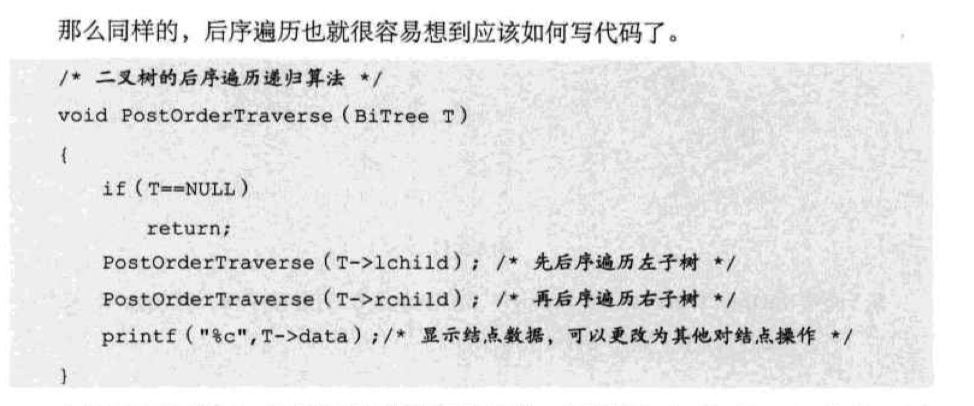 那么同样的，后序遍历也就很容易想到应该如何写代码了。
/* 二叉树的后序遍历递归算法 */
void PostOrderTraverse（BiTree T）
{
if（T==NULL）
return;
PostOrderTraverse（T->lchild）; /* 先后序遍历左子树 */
PostOrderTraverse（T->rchild）; /* 再后序遍历右子树 */
printf（"%c",T->data）;/* 显示结点数据，可以更改为其他对结点操作 */
}